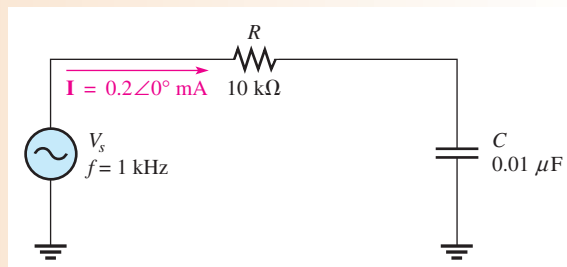 R
I = 0.2∠0° mA 10 kΩ
V_s
f = 1 kHz
C
0.01 μF